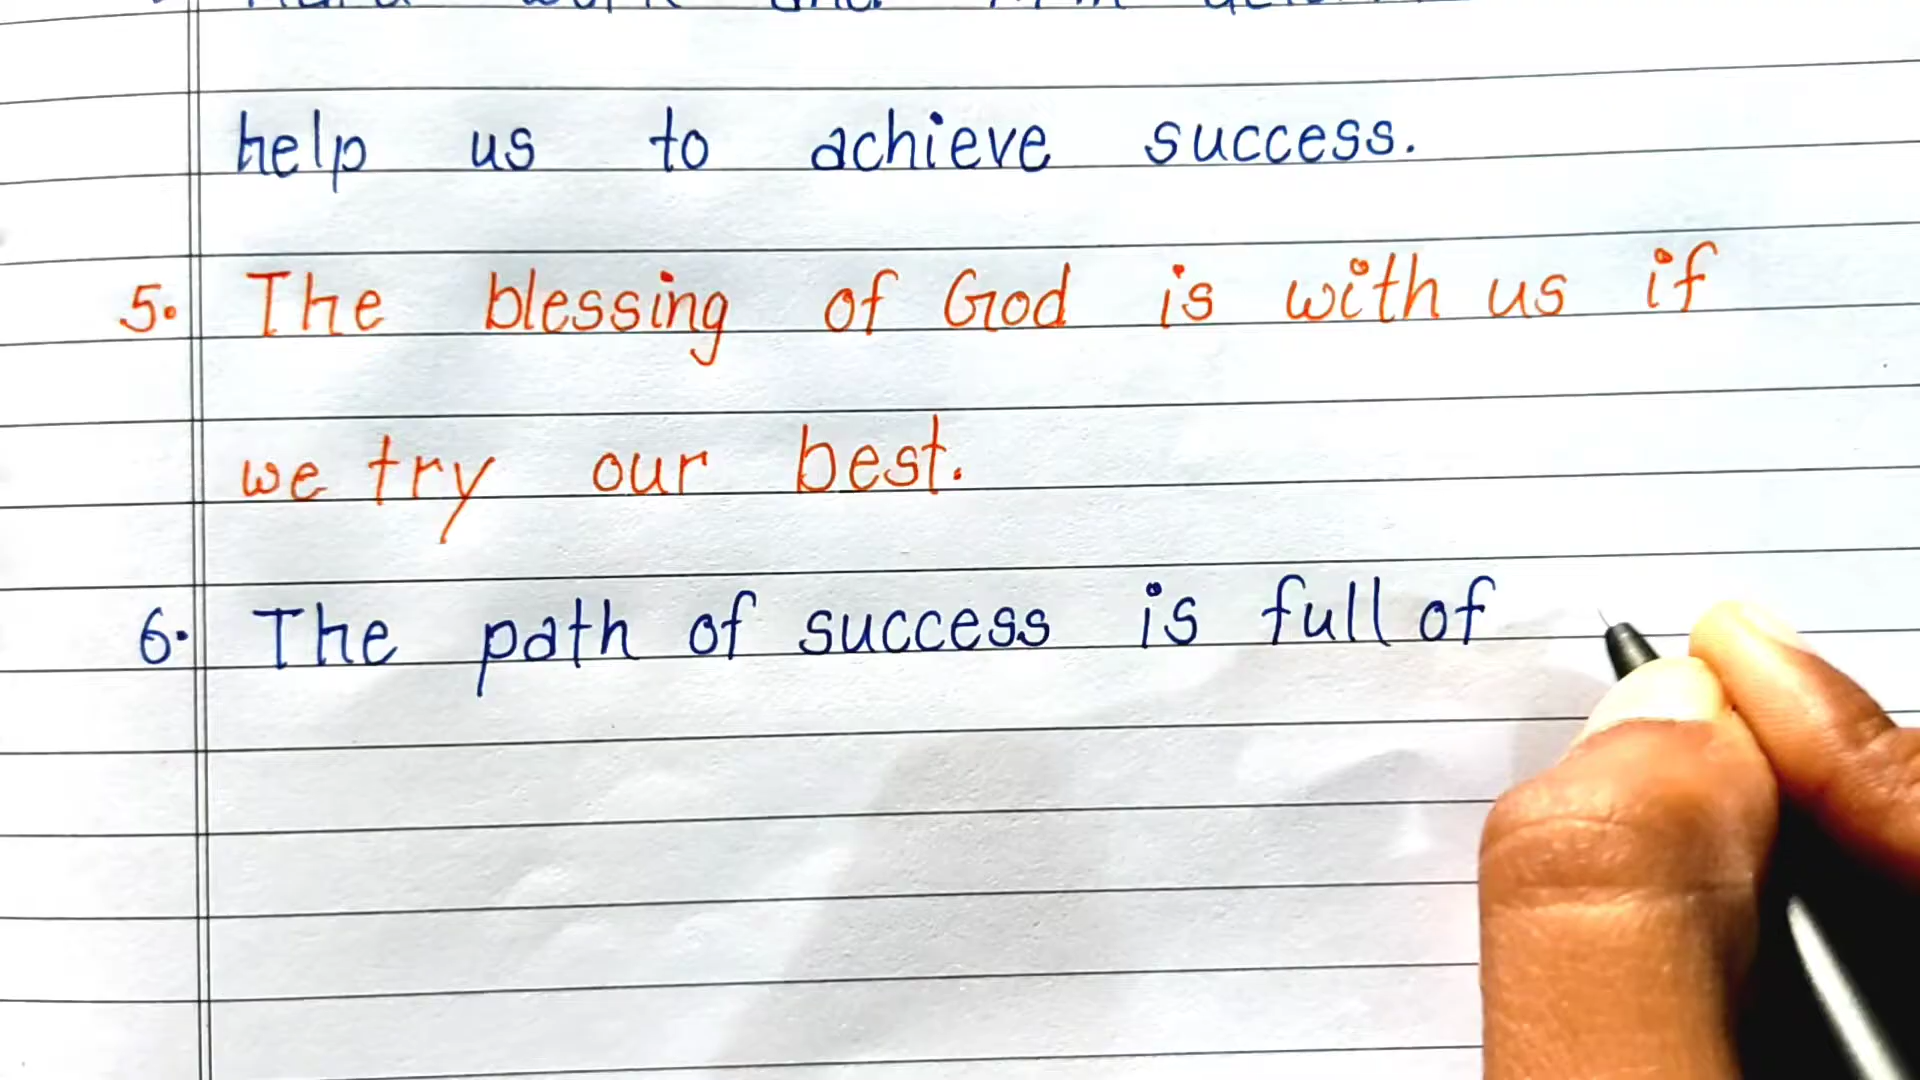 help us to achieve success.
5. The blessing of God is with us if
we try our best.
6. The path of success is full of